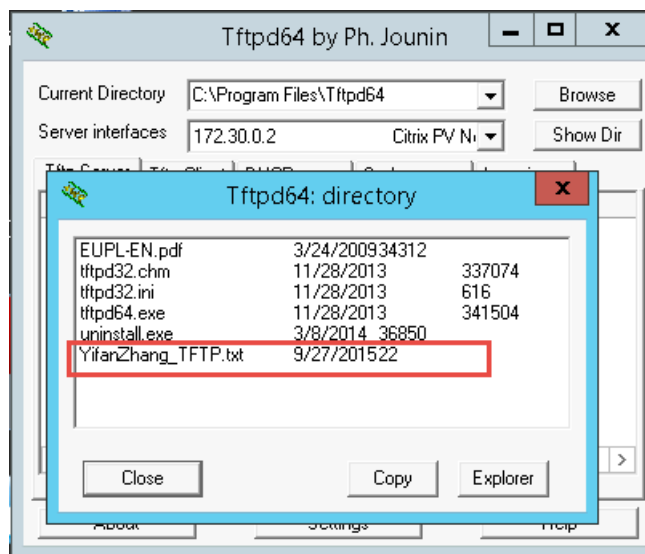 Tftpd64 by Ph. Jounin
Current Directory C:\Program Files\Tftpd64 Browse
Server interfaces 172.30.0.2 Citrix PV N Show Dir
Tftpd64: directory
EUPL-EN.pdf 3/24/200934312
tftpd32.chm 11/28/2013 337074
tftpd32.ini 11/28/2013 616
tftpd64.exe 11/28/2013 341504
uninstall.exe 3/8/2014 36850
YifanZhang_TFTP.txt 9/27/201522
Close Copy Explorer
About Settings Help